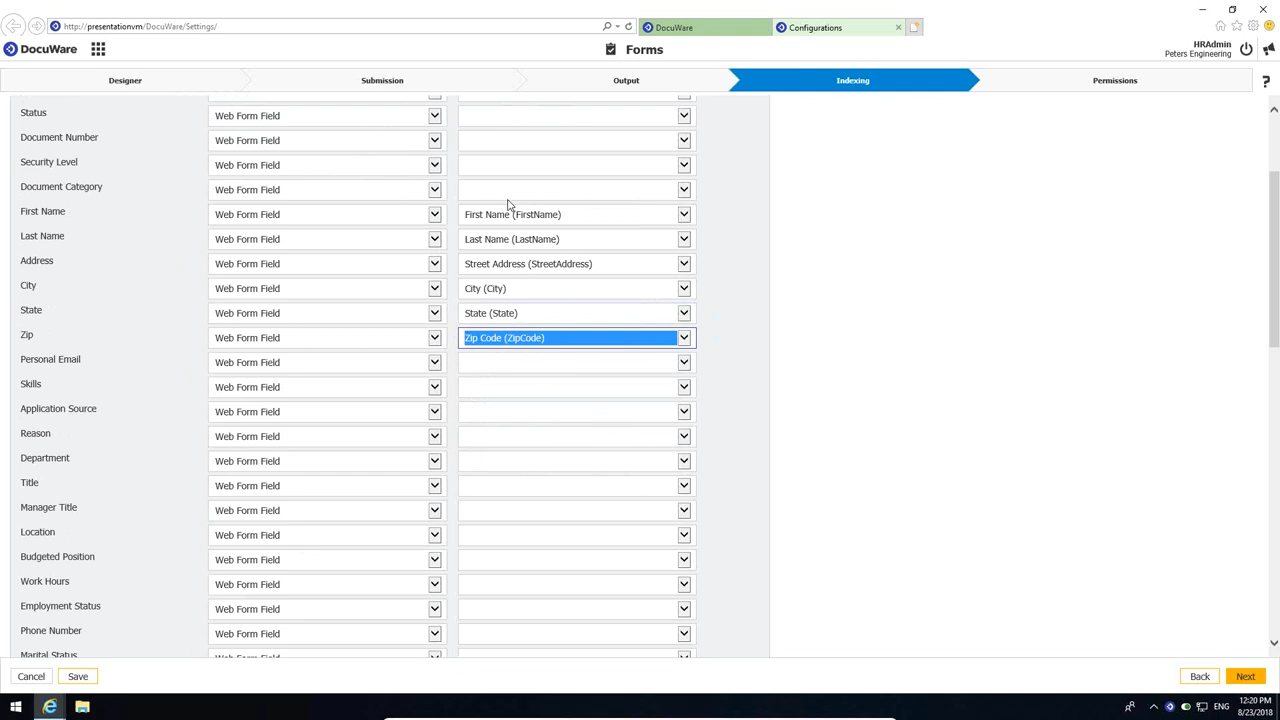 http://presentationvm/DocuWare/Settings/
DocuWare
Configurations
DocuWare
Forms
HRAdmin
Peters Engineering
Designer
Submission
Output
Indexing
Permissions
?
Status Web Form Field
Document Number Web Form Field
Security Level Web Form Field
Document Category Web Form Field
First Name Web Form Field First Name (FirstName)
Last Name Web Form Field Last Name (LastName)
Address Web Form Field Street Address (StreetAddress)
City Web Form Field City (City)
State Web Form Field State (State)
Zip Web Form Field Zip Code (ZipCode)
Personal Email Web Form Field
Skills Web Form Field
Application Source Web Form Field
Reason Web Form Field
Department Web Form Field
Title Web Form Field
Manager Title Web Form Field
Location Web Form Field
Budgeted Position Web Form Field
Work Hours Web Form Field
Employment Status Web Form Field
Phone Number Web Form Field
Marital Status Web Form Field
Cancel
Save
Back
Next
ENG
12:20 PM
8/23/2018